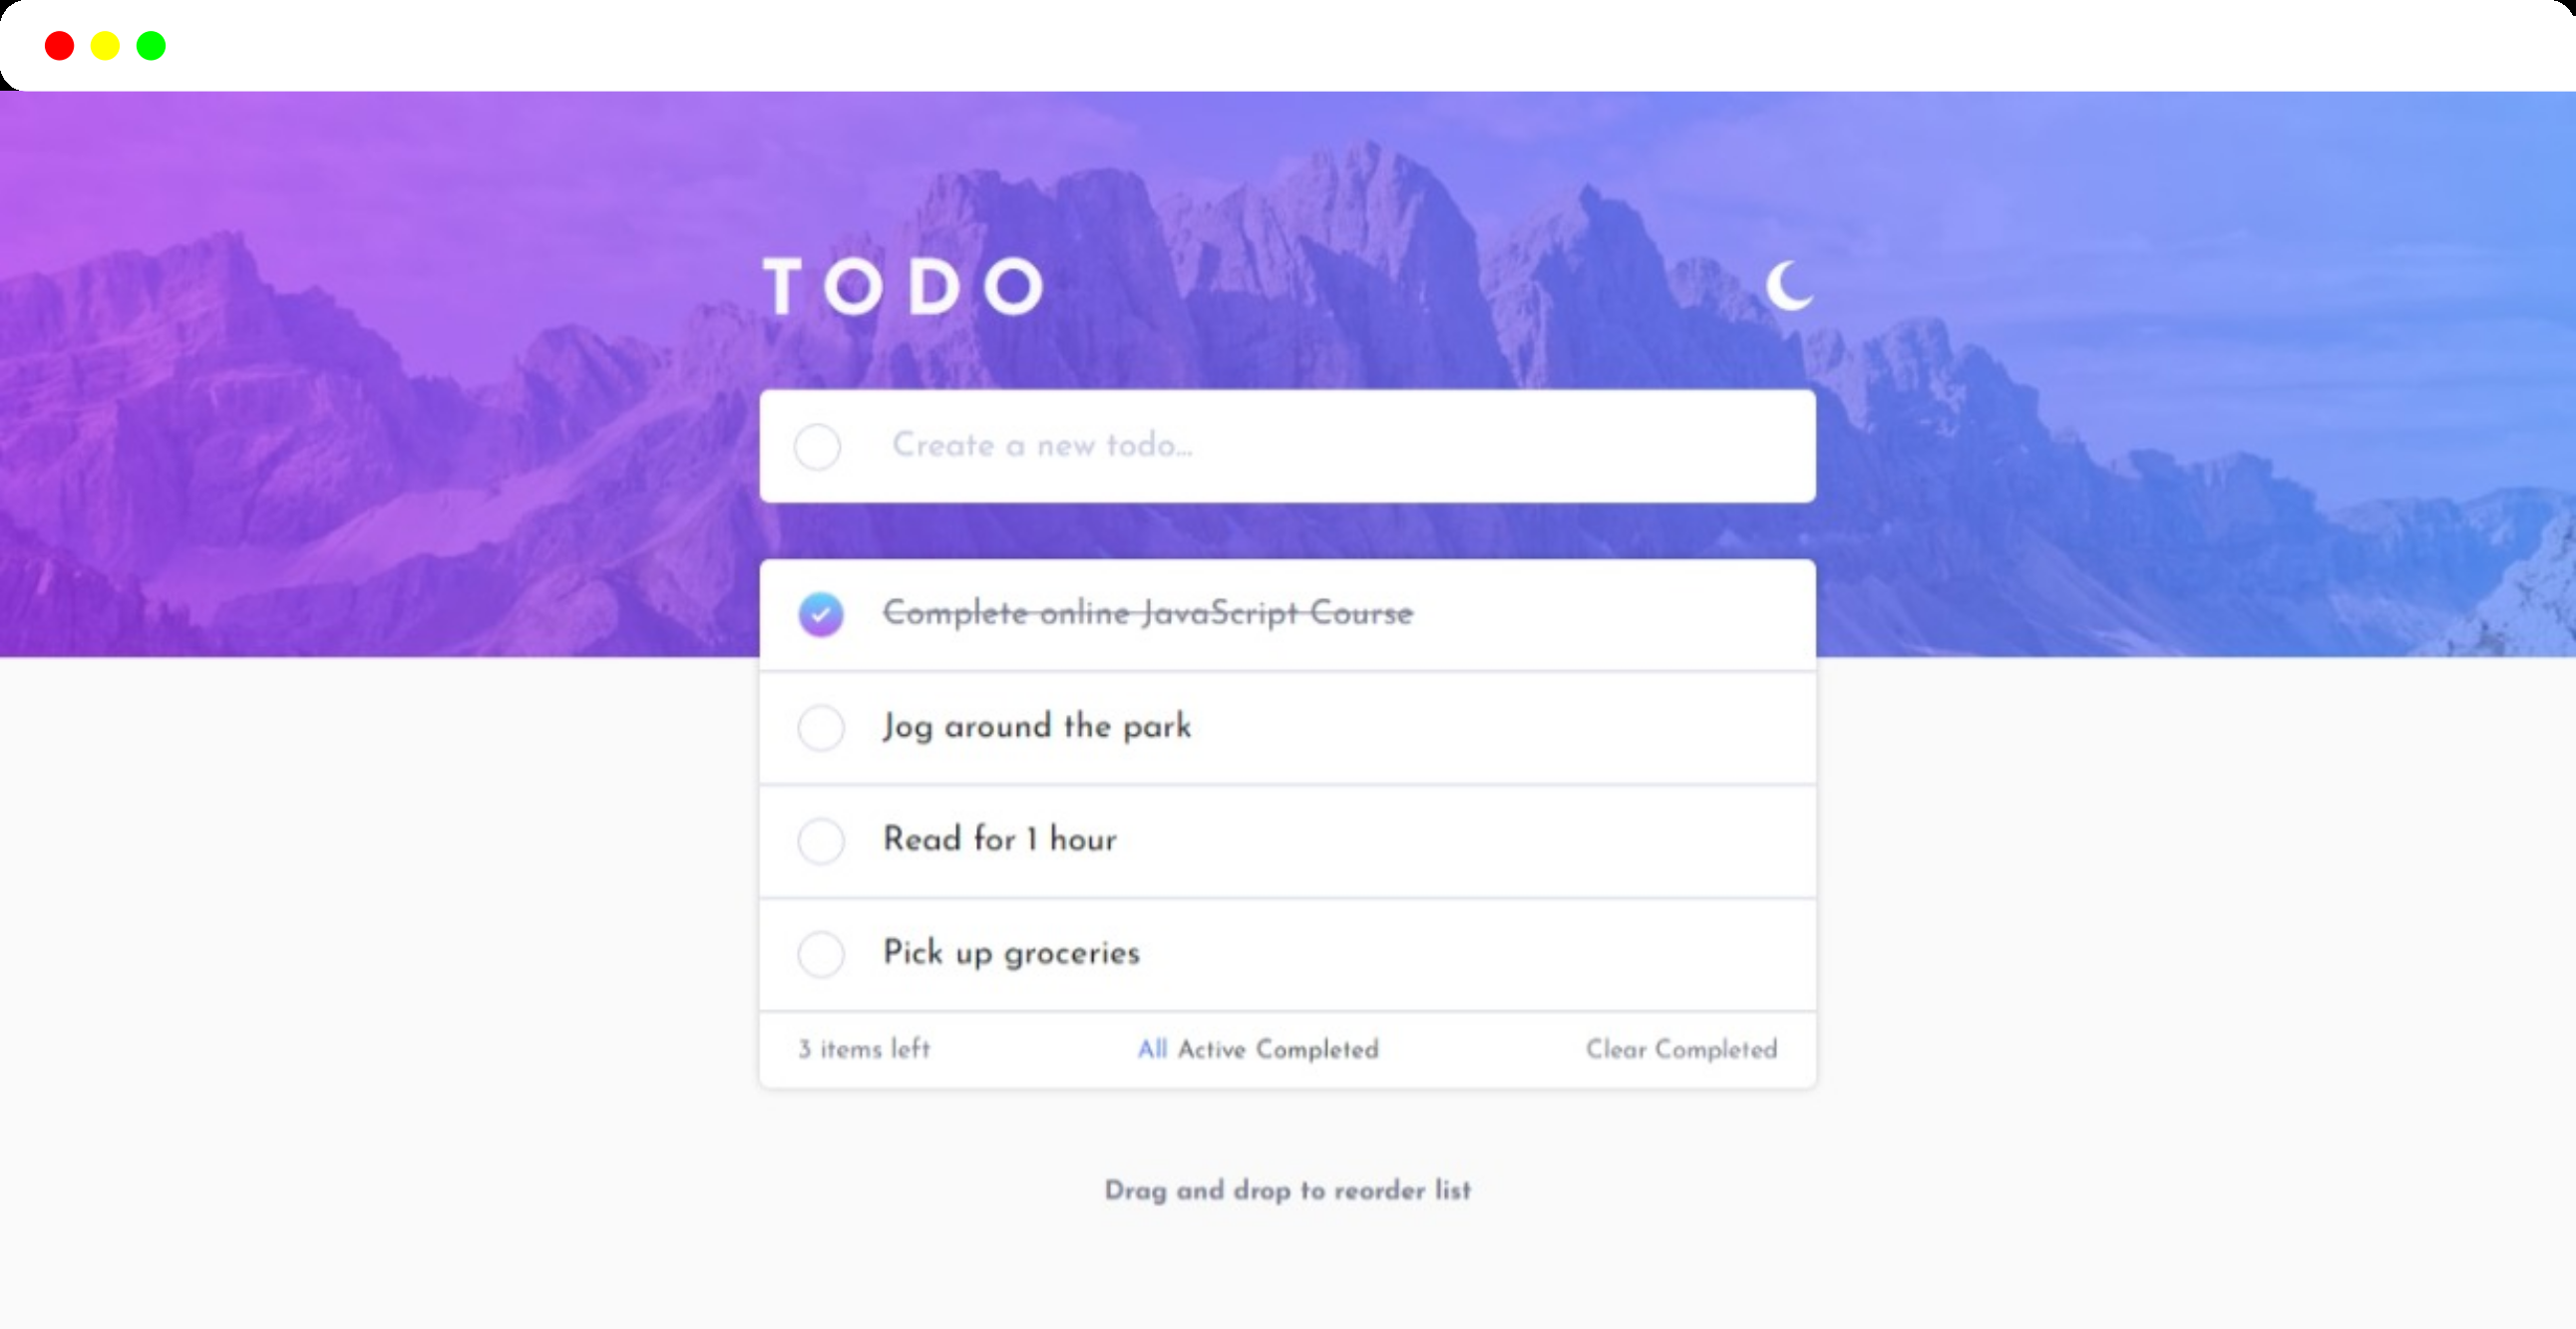 TODO
Create a new todo...
Complete online JavaScript Course
Jog around the park
Read for 1 hour
Pick up groceries
3 items left All Active Completed Clear Completed
Drag and drop to reorder list